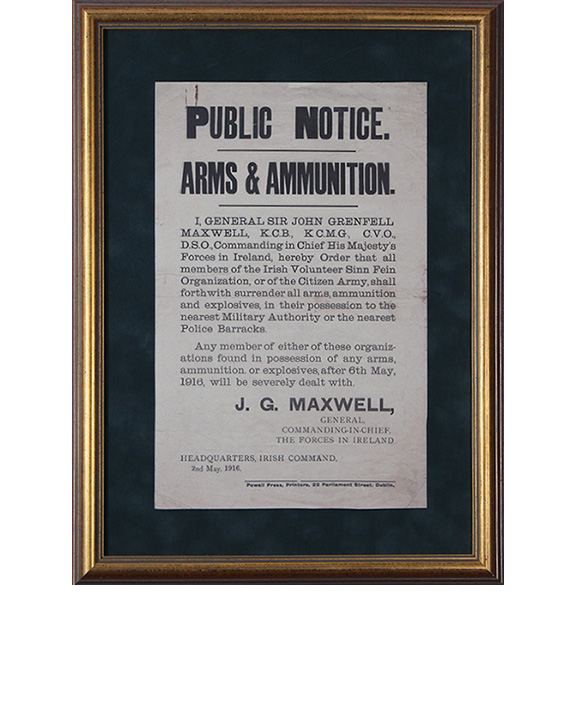 PUBLIC NOTICE.
ARMS & AMMUNITION.
I, GENERAL SIR JOHN GRENFELL
MAXWELL, K.C.B., K.C.M.G., C.V.O.,
D.S.O., Commanding in Chief His Majesty's
Forces in Ireland, hereby Order that all
members of the Irish Volunteer Sinn Fein
Organization, or of the Citizen Army, shall
forthwith surrender all arms, ammunition
and explosives, in their possession to the
nearest Military Authority or the nearest
Police Barracks.
Any member of either of these organiz-
ations found in possession of any arms,
ammunition. or explosives, after 6th May,
1916, will be severely dealt with.
J. G. MAXWELL,
GENERAL,
COMMANDING-IN-CHIEF,
THE FORCES IN IRELAND
HEADQUARTERS, IRISH COMMAND,
2nd May, 1916.
Powell Press, Printers, 22 Parliament Street, Dublin,